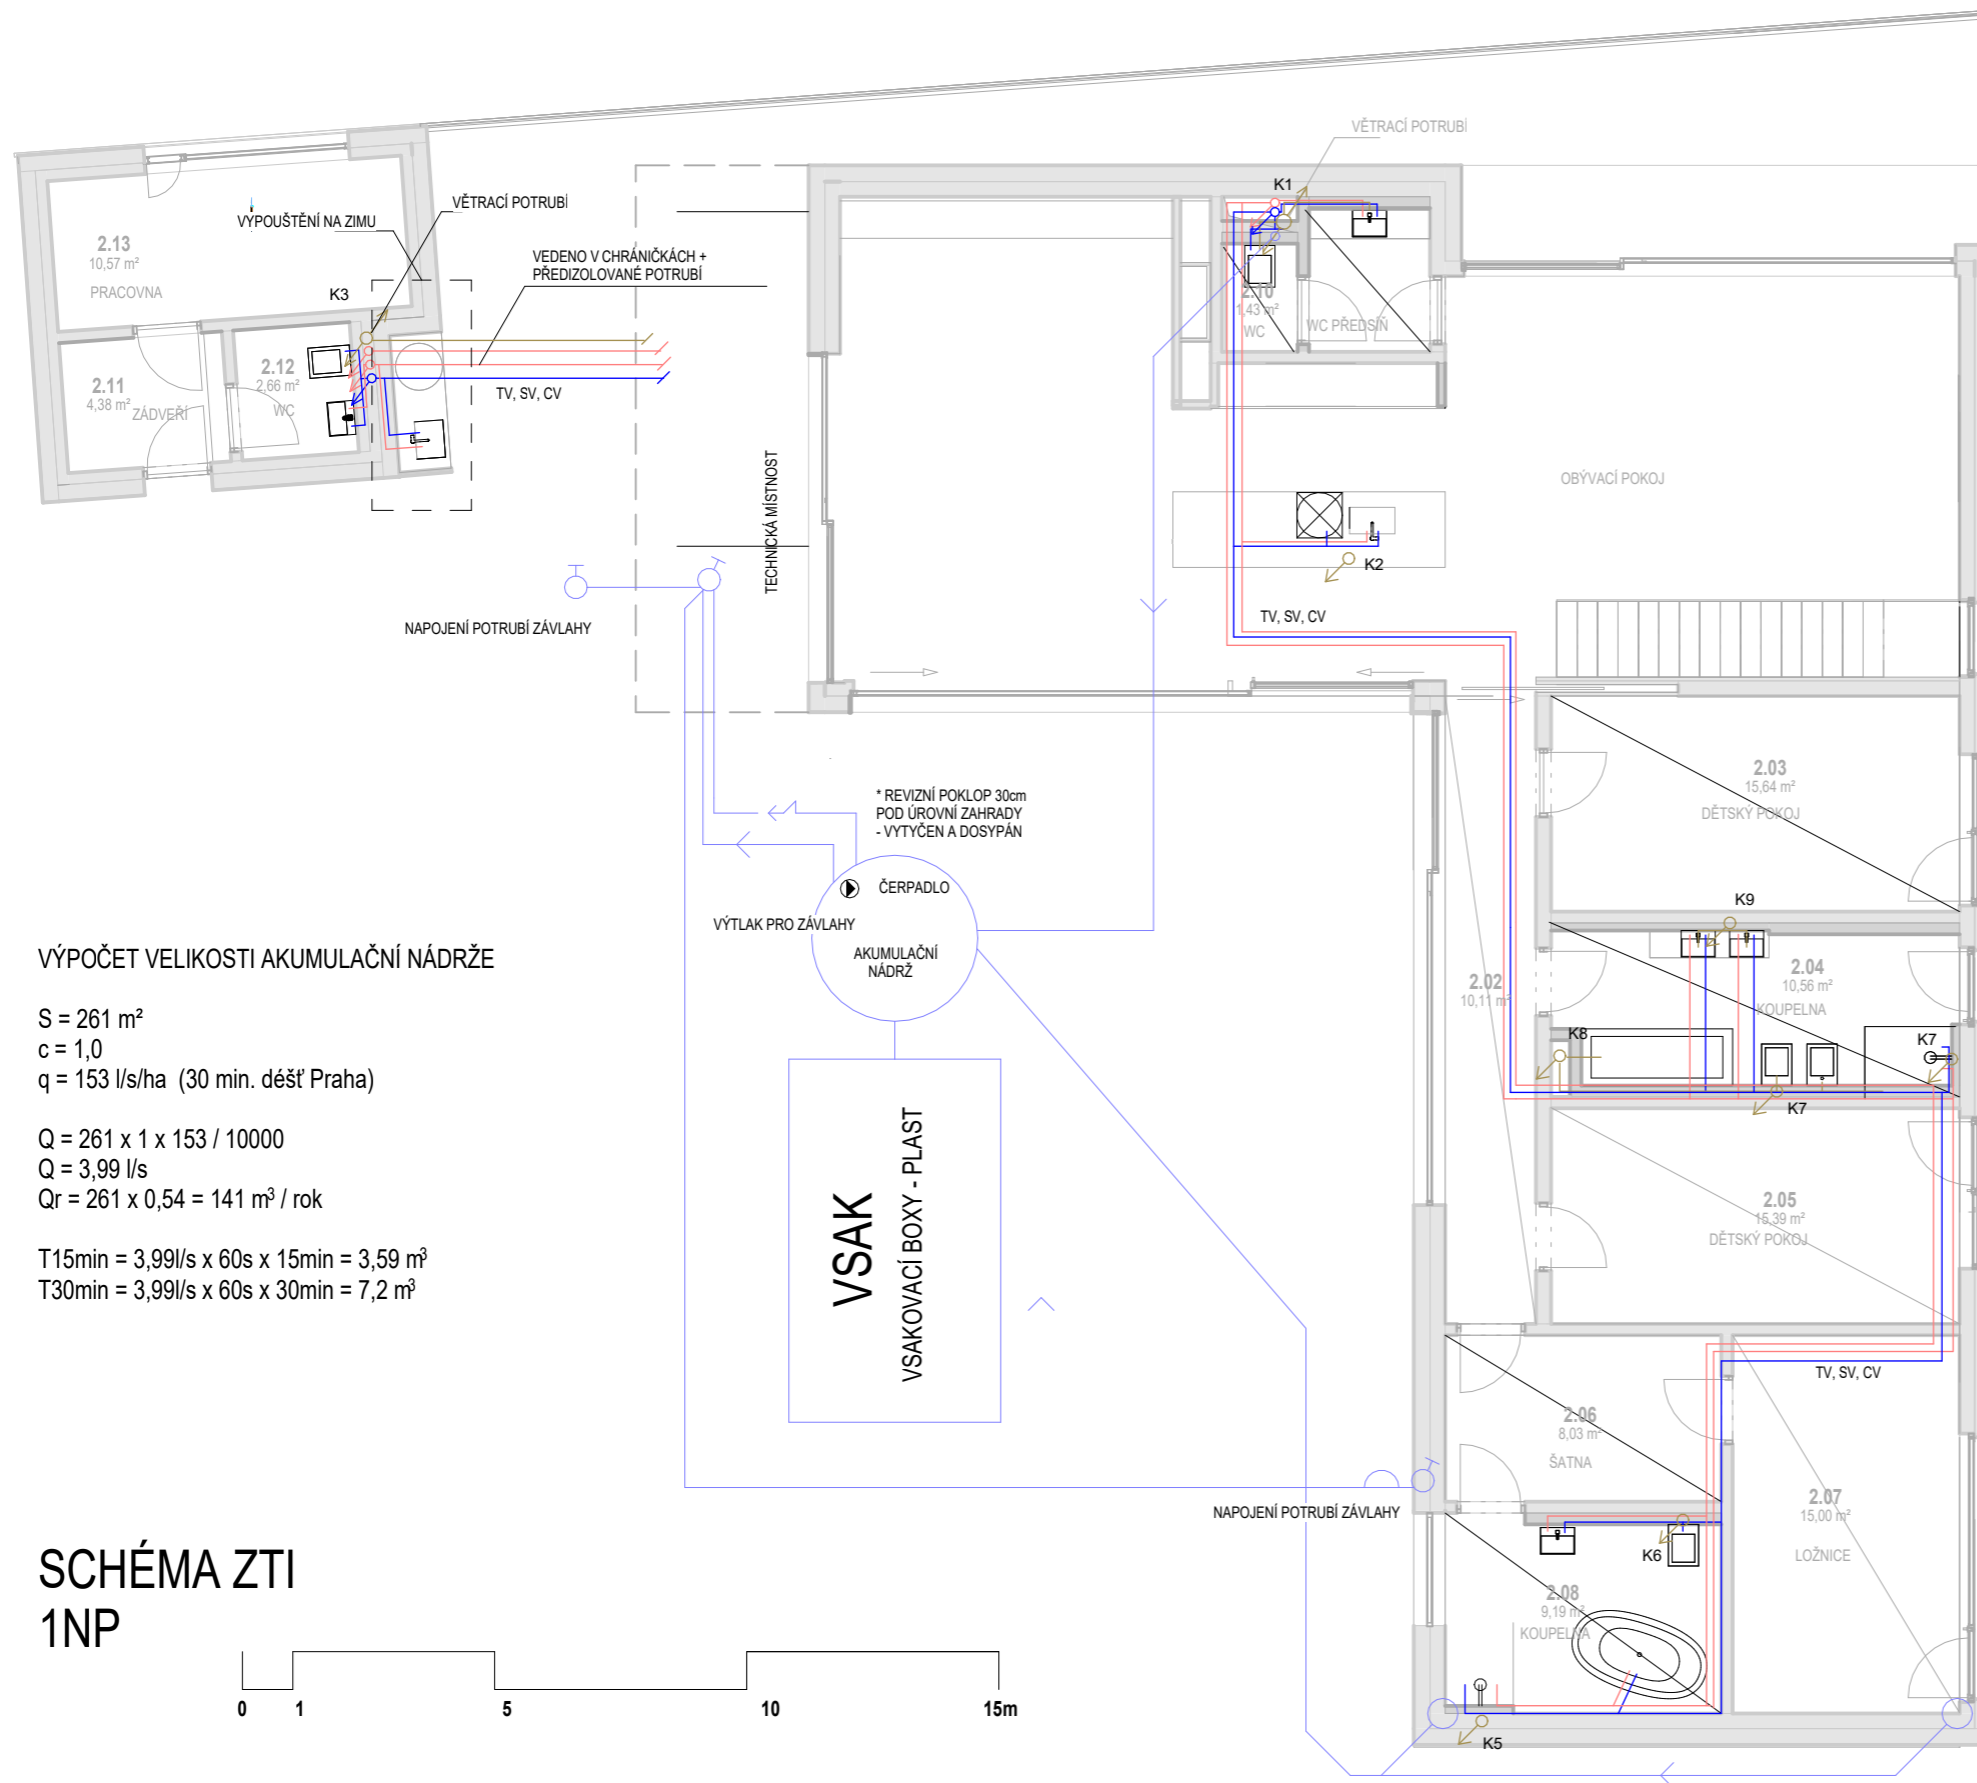 VĚTRACÍ POTRUBÍ
K1
VĚTRACÍ POTRUBÍ
VYPOUŠTĚNÍ NA ZIMU
2.13
10,57 m²
PRACOVNA
VEDENO V CHRÁNIČKÁCH +
PŘEDIZOLOVANÉ POTRUBÍ
K3
2.10
1,43 m²
WC
WC PŘEDSÍŇ
2.12
2,66 m²
WC
2.11
4,38 m²
ZÁDVEŘÍ
TV, SV, CV
TECHNICKÁ MÍSTNOST
OBÝVACÍ POKOJ
K2
NAPOJENÍ POTRUBÍ ZÁVLAHY
TV, SV, CV
* REVIZNÍ POKLOP 30cm
POD ÚROVNÍ ZAHRADY
- VYTYČEN A DOSYPÁN
2.03
15,64 m²
DĚTSKÝ POKOJ
ČERPADLO
VÝTLAK PRO ZÁVLAHY
AKUMULAČNÍ
NÁDRŽ
K9
2.02
10,11 m²
2.04
10,56 m²
KOUPELNA
K8
K7
K7
VÝPOČET VELIKOSTI AKUMULAČNÍ NÁDRŽE
S = 261 m²
c = 1,0
q = 153 l/s/ha (30 min. déšť Praha)
Q = 261 x 1 x 153 / 10000
Q = 3,99 l/s
Qr = 261 x 0,54 = 141 m³ / rok
T15min = 3,99l/s x 60s x 15min = 3,59 m³
T30min = 3,99l/s x 60s x 30min = 7,2 m³
VSAK
VSAKOVACÍ BOXY - PLAST
2.05
15,39 m²
DĚTSKÝ POKOJ
TV, SV, CV
2.06
8,03 m²
ŠATNA
2.07
15,00 m²
LOŽNICE
NAPOJENÍ POTRUBÍ ZÁVLAHY
K6
2.08
9,19 m²
KOUPELNA
K5
SCHÉMA ZTI
1NP
0 1 5 10 15m